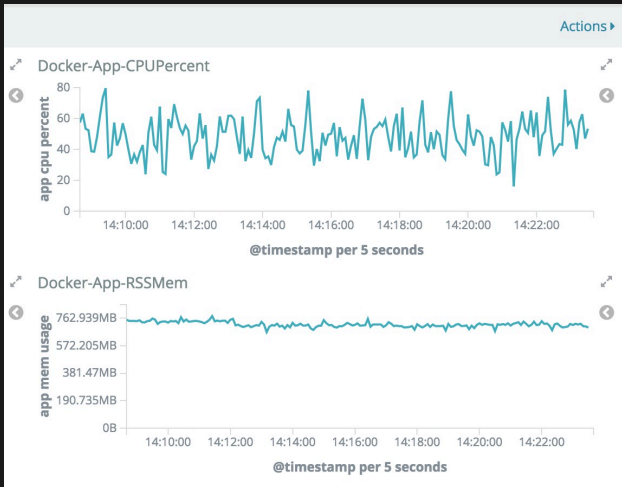 Actions
Docker-App-CPUPercent
app cpu percent
80
60
40
20
0
14:10:00 14:12:00 14:14:00 14:16:00 14:18:00 14:20:00 14:22:00
@timestamp per 5 seconds
Docker-App-RSSMem
app mem usage
762.939MB
572.205MB
381.47MB
190.735MB
0B
14:10:00 14:12:00 14:14:00 14:16:00 14:18:00 14:20:00 14:22:00
@timestamp per 5 seconds